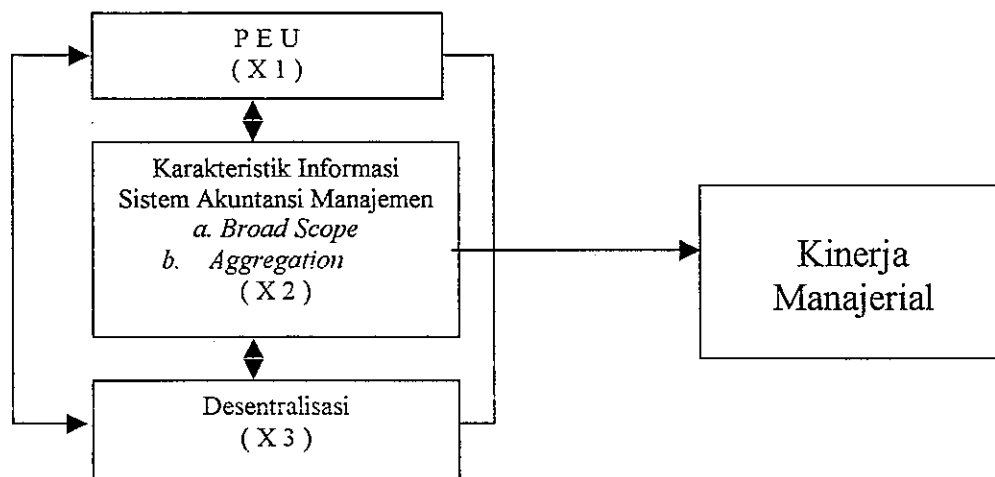 P E U
( X 1 )
Karakteristik Informasi
Sistem Akuntansi Manajemen
a. Broad Scope
b. Aggregation
( X 2 )
Kinerja
Manajerial
Desentralisasi
( X 3 )